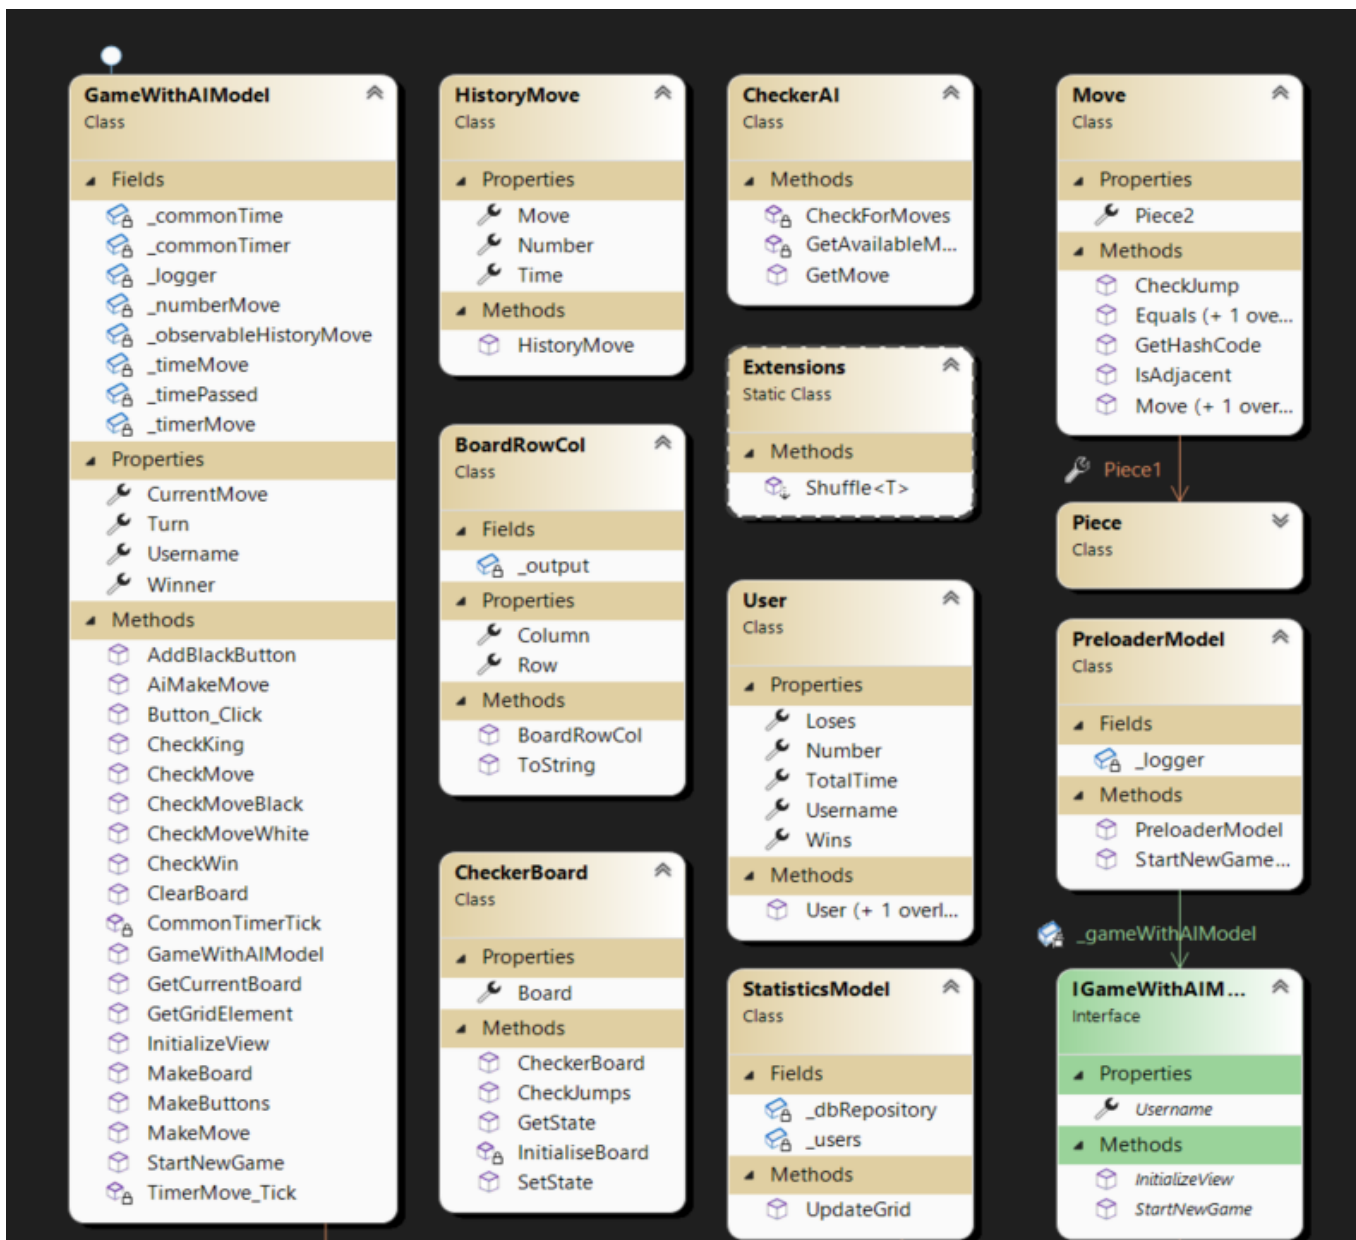 GameWithAIModel
Class
Fields
_commonTime
_commonTimer
_logger
_numberMove
_observableHistoryMove
_timeMove
_timePassed
_timerMove
Properties
CurrentMove
Turn
Username
Winner
Methods
AddBlackButton
AiMakeMove
Button_Click
CheckKing
CheckMove
CheckMoveBlack
CheckMoveWhite
CheckWin
ClearBoard
CommonTimerTick
GameWithAIModel
GetCurrentBoard
GetGridElement
InitializeView
MakeBoard
MakeButtons
MakeMove
StartNewGame
TimerMove_Tick
HistoryMove
Class
Properties
Move
Number
Time
Methods
HistoryMove
BoardRowCol
Class
Fields
_output
Properties
Column
Row
Methods
BoardRowCol
ToString
CheckerBoard
Class
Properties
Board
Methods
CheckerBoard
CheckJumps
GetState
InitialiseBoard
SetState
CheckerAI
Class
Methods
CheckForMoves
GetAvailableM...
GetMove
Extensions
Static Class
Methods
Shuffle<T>
User
Class
Properties
Loses
Number
TotalTime
Username
Wins
Methods
User (+ 1 overl...
StatisticsModel
Class
Fields
_dbRepository
_users
Methods
UpdateGrid
Move
Class
Properties
Piece2
Methods
CheckJump
Equals (+ 1 ove...
GetHashCode
IsAdjacent
Move (+ 1 over...
Piece1
Piece
Class
PreloaderModel
Class
Fields
_logger
Methods
PreloaderModel
StartNewGame...
_gameWithAIModel
IGameWithAIM...
Interface
Properties
Username
Methods
InitializeView
StartNewGame